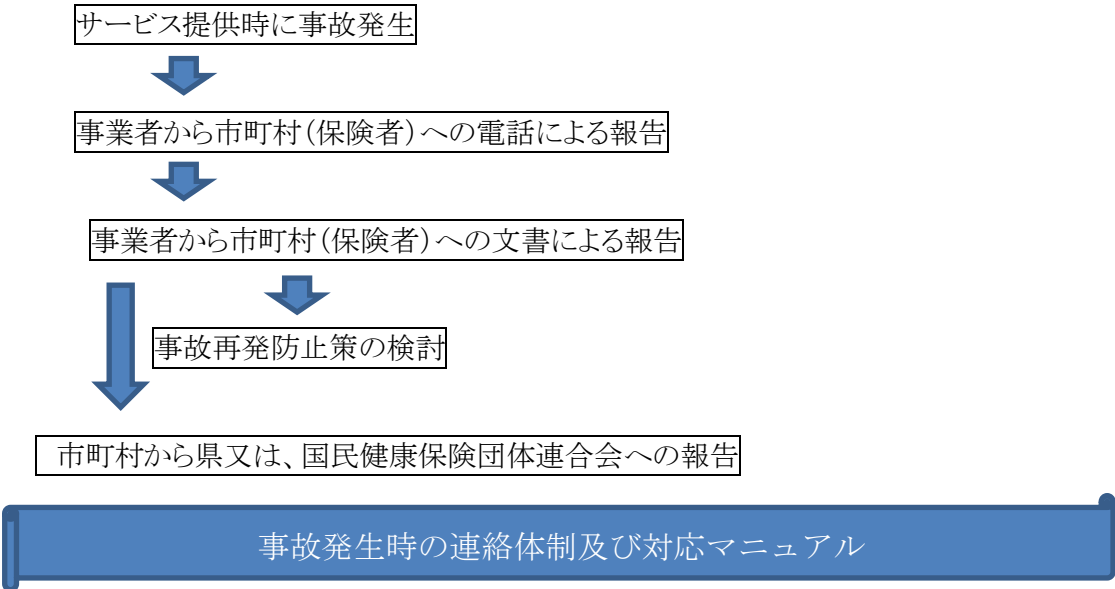 サービス提供時に事故発生
事業者から市町村(保険者)への電話による報告
事業者から市町村(保険者)への文書による報告
事故再発防止策の検討
市町村から県又は、国民健康保険団体連合会への報告
事故発生時の連絡体制及び対応マニュアル